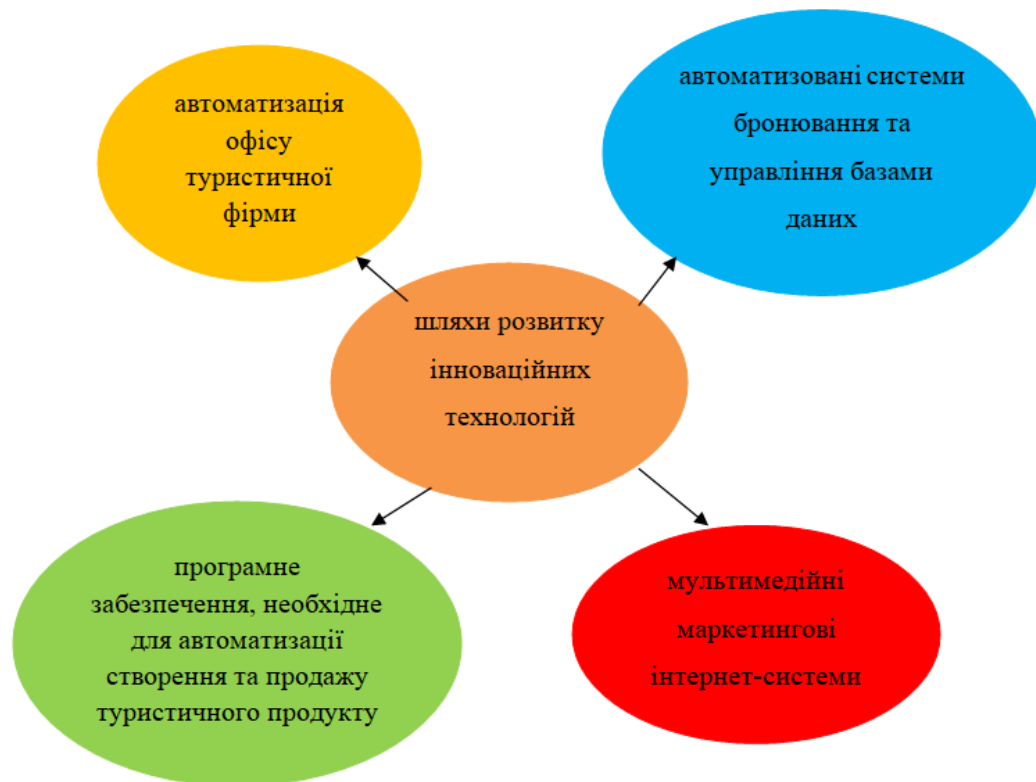 автоматизація
офісу
туристичної
фірми
автоматизовані системи
бронювання та
управління базами
даних
шляхи розвитку
інноваційних
технологій
програмне
забезпечення, необхідне
для автоматизації
створення та продажу
туристичного продукту
мультимедійні
маркетингові
інтернет-системи